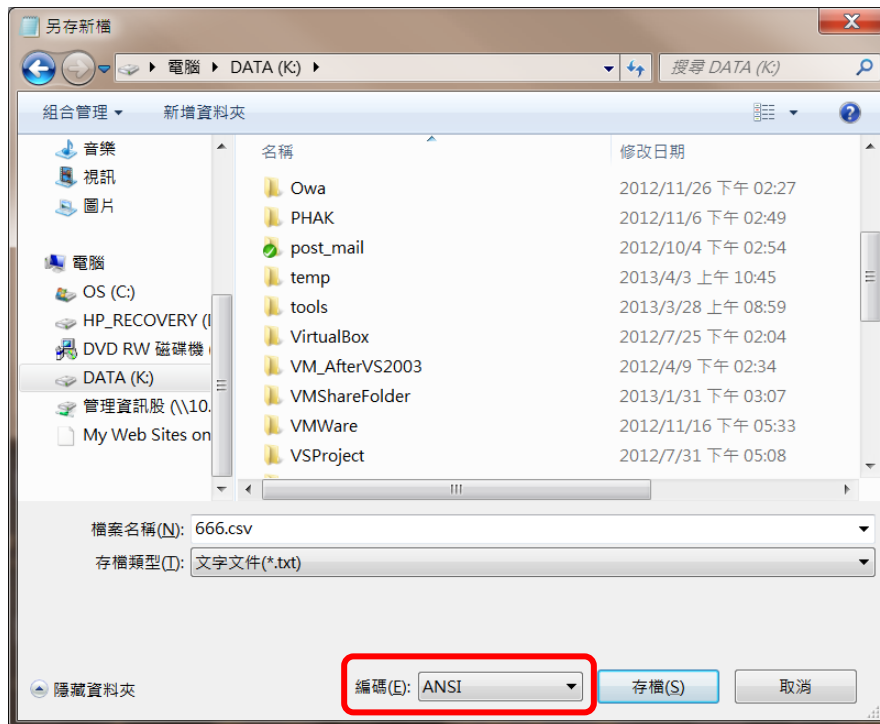 另存新檔
電腦 DATA (K:)
搜尋 DATA (K:)
組合管理 新增資料夾
音樂
視訊
圖片
電腦
OS (C:)
HP_RECOVERY (
DVD RW 磁碟機 (
DATA (K:)
管理資訊股 (\\10.
My Web Sites on
名稱 修改日期
Owa 2012/11/26 下午 02:27
PHAK 2012/11/6 下午 02:49
post_mail 2012/10/4 下午 02:54
temp 2013/4/3 上午 10:45
tools 2013/3/28 上午 08:59
VirtualBox 2012/7/25 下午 02:04
VM_AfterVS2003 2012/4/9 下午 02:34
VMShareFolder 2013/1/31 下午 03:07
VMWare 2012/11/16 下午 05:33
VSProject 2012/7/31 下午 05:08
檔案名稱(N): 666.csv
存檔類型(T): 文字文件(*.txt)
隱藏資料夾 編碼(E): ANSI 存檔(S) 取消